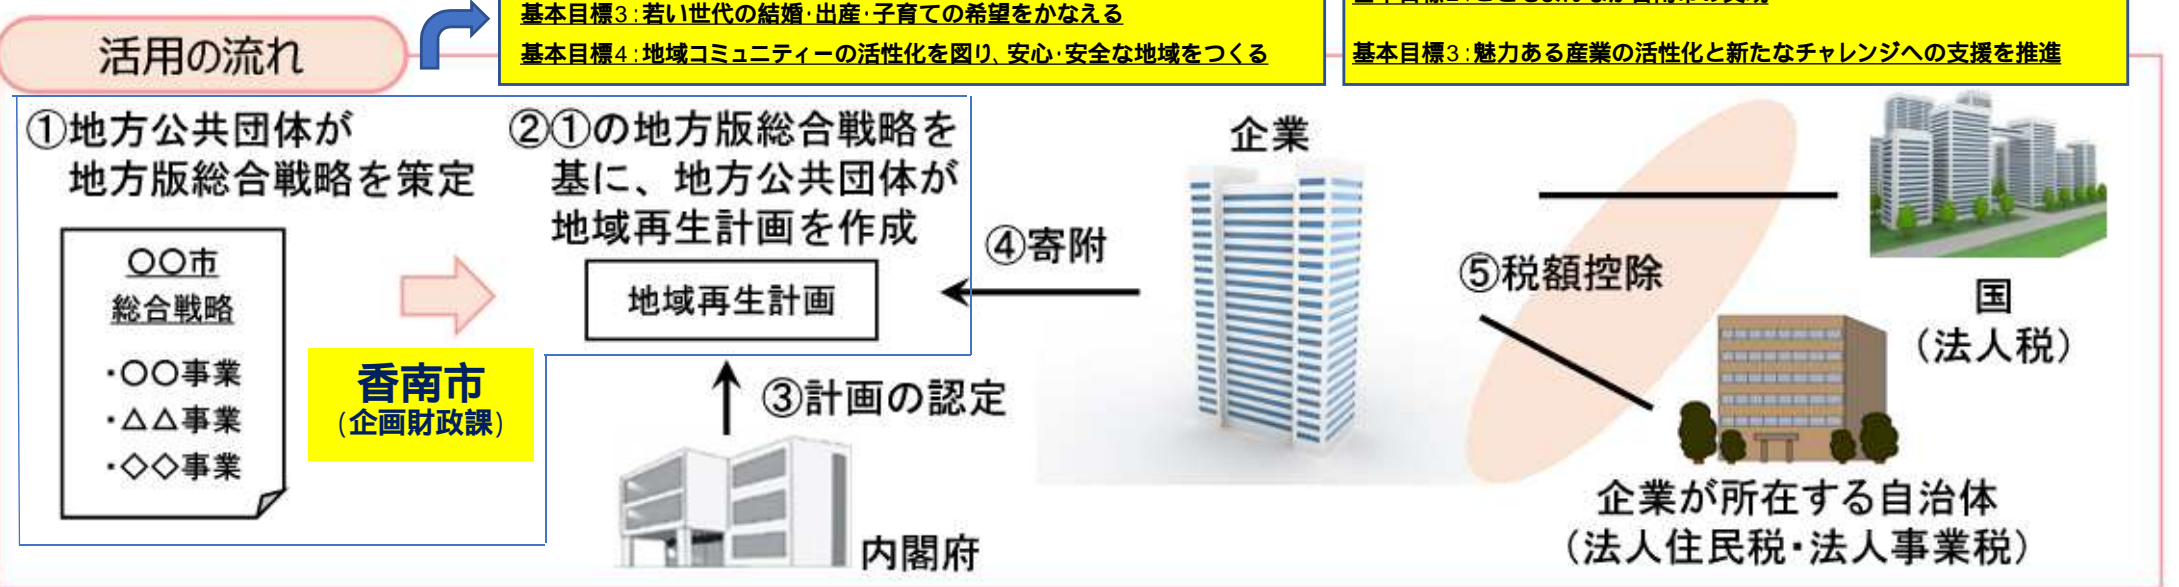 基本目標3:若い世代の結婚・出産・子育ての希望をかなえる
基本目標4:地域コミュニティーの活性化を図り、安心・安全な地域をつくる
基本目標3:魅力ある産業の活性化と新たなチャレンジへの支援を推進
活用の流れ
①地方公共団体が
地方版総合戦略を策定
〇〇市
総合戦略
・〇〇事業
・△△事業
・◇◇事業
香南市
(企画財政課)
②①の地方版総合戦略を
基に、地方公共団体が
地域再生計画を作成
地域再生計画
③計画の認定
内閣府
④寄附
企業
⑤税額控除
国
(法人税)
企業が所在する自治体
(法人住民税・法人事業税)